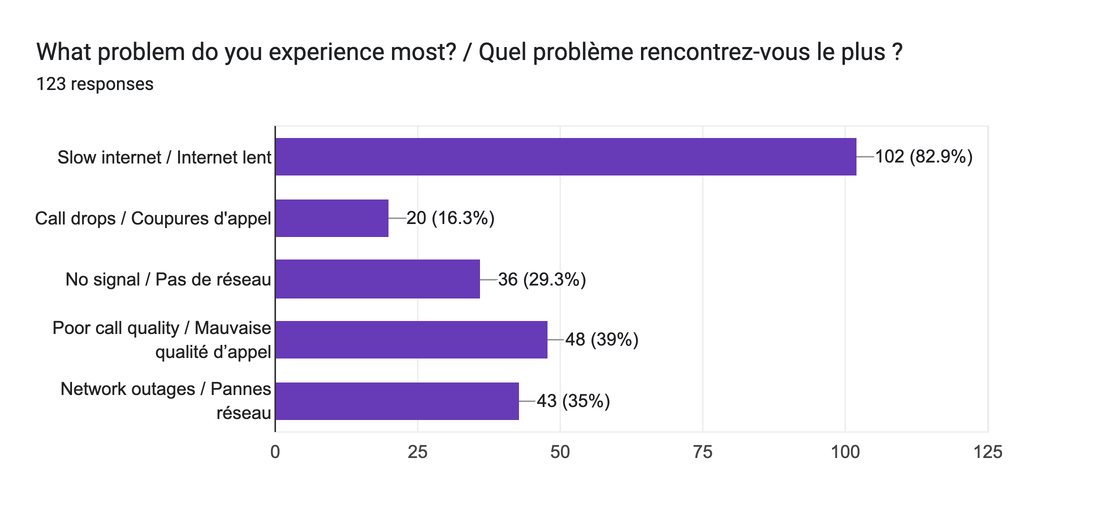 What problem do you experience most? / Quel problème rencontrez-vous le plus ?
123 responses
Slow internet / Internet lent
102 (82.9%)
Call drops / Coupures d'appel
20 (16.3%)
No signal / Pas de réseau
36 (29.3%)
Poor call quality / Mauvaise
qualité d’appel
48 (39%)
Network outages / Pannes
réseau
43 (35%)
0 25 50 75 100 125